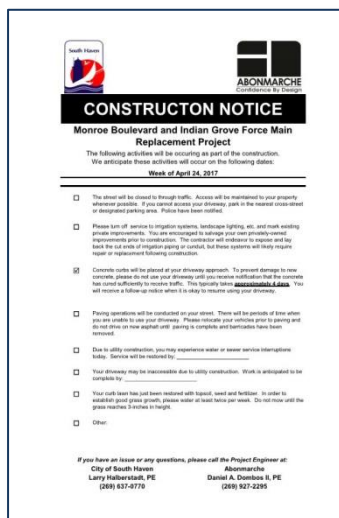 South Haven
ABONMARCHE
Confidence By Design
CONSTRUCTON NOTICE
Monroe Boulevard and Indian Grove Force Main
Replacement Project
The following activities will be occuring as part of the construction.
We anticipate these activities will occur on the following dates:
Week of April 24, 2017
The street will be closed to through traffic. Access will be maintained to your property
whenever possible. If you cannot access your driveway, park in the nearest cross-street
or designated parking area. Police have been notified.
Please turn off service to irrigation systems, landscape lighting, etc. and mark existing
private improvements. You are encouraged to salvage your own privately-owned
improvements prior to construction. The contractor will endeavor to expose and lay
back the cut ends of irrigation piping or conduit, but these systems will likely require
repair or replacement following construction.
Concrete curbs will be placed at your driveway approach. To prevent damage to new
concrete, please do not use your driveway until you receive notification that the concrete
has cured sufficiently to receive traffic. This typically takes approximately 4 days. You
will receive a follow-up notice when it is okay to resume using your driveway.
Paving operations will be conducted on your street. There will be periods of time when
you are unable to use your driveway. Please relocate your vehicles prior to paving and
do not drive on new asphalt until paving is complete and barricades have been
removed.
Due to utility construction, you may experience water or sewer service interruptions
today. Service will be restored by:
Your driveway may be inaccessible due to utility construction. Work is anticipated to be
complete by:
Your curb lawn has just been restored with topsoil, seed and fertilizer. In order to
establish good grass growth, please water at least twice per week. Do not mow until the
grass reaches 3-inches in height.
Other:
If you have an issue or any questions, please call the Project Engineer at:
City of South Haven Abonmarche
Larry Halberstadt, PE Daniel A. Dombos II, PE
(269) 637-0770 (269) 927-2295